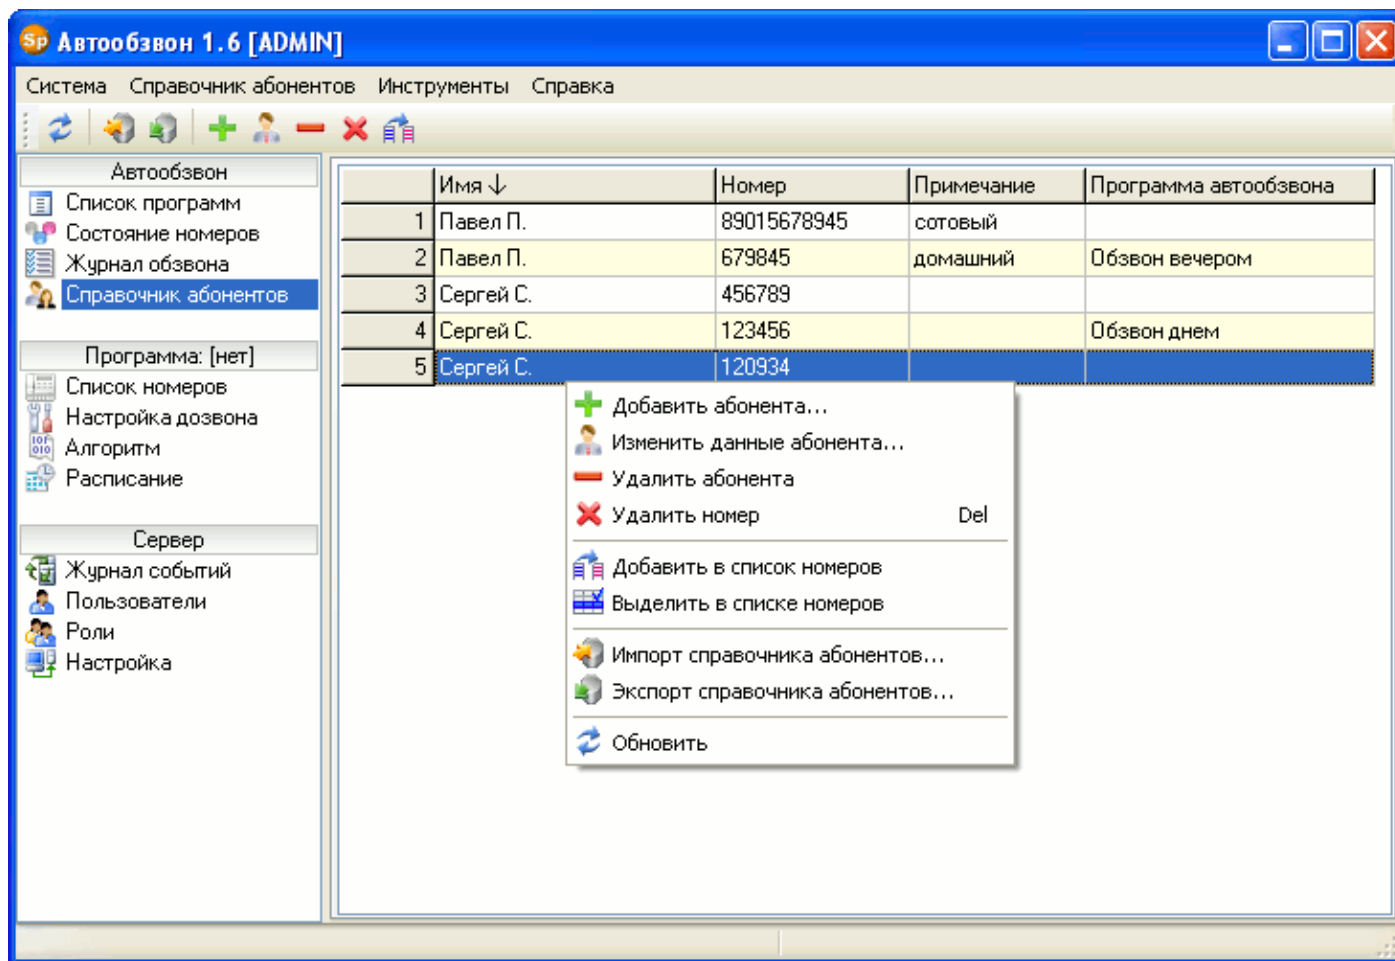 Sp Автообзвон 1.6 [ADMIN]
Система Справочник абонентов Инструменты Справка
Автообзвон
Список программ
Состояние номеров
Журнал обзвона
Справочник абонентов
Программа: [нет]
Список номеров
Настройка дозвона
Алгоритм
Расписание
Сервер
Журнал событий
Пользователи
Роли
Настройка
Имя Номер Примечание Программа автообзвона
1 Павел П. 89015678945 сотовый
2 Павел П. 679845 домашний Обзвон вечером
3 Сергей С. 456789
4 Сергей С. 123456 Обзвон днем
5 Сергей С. 120934
Добавить абонента...
Изменить данные абонента...
Удалить абонента
Удалить номер Del
Добавить в список номеров
Выделить в списке номеров
Импорт справочника абонентов...
Экспорт справочника абонентов...
Обновить